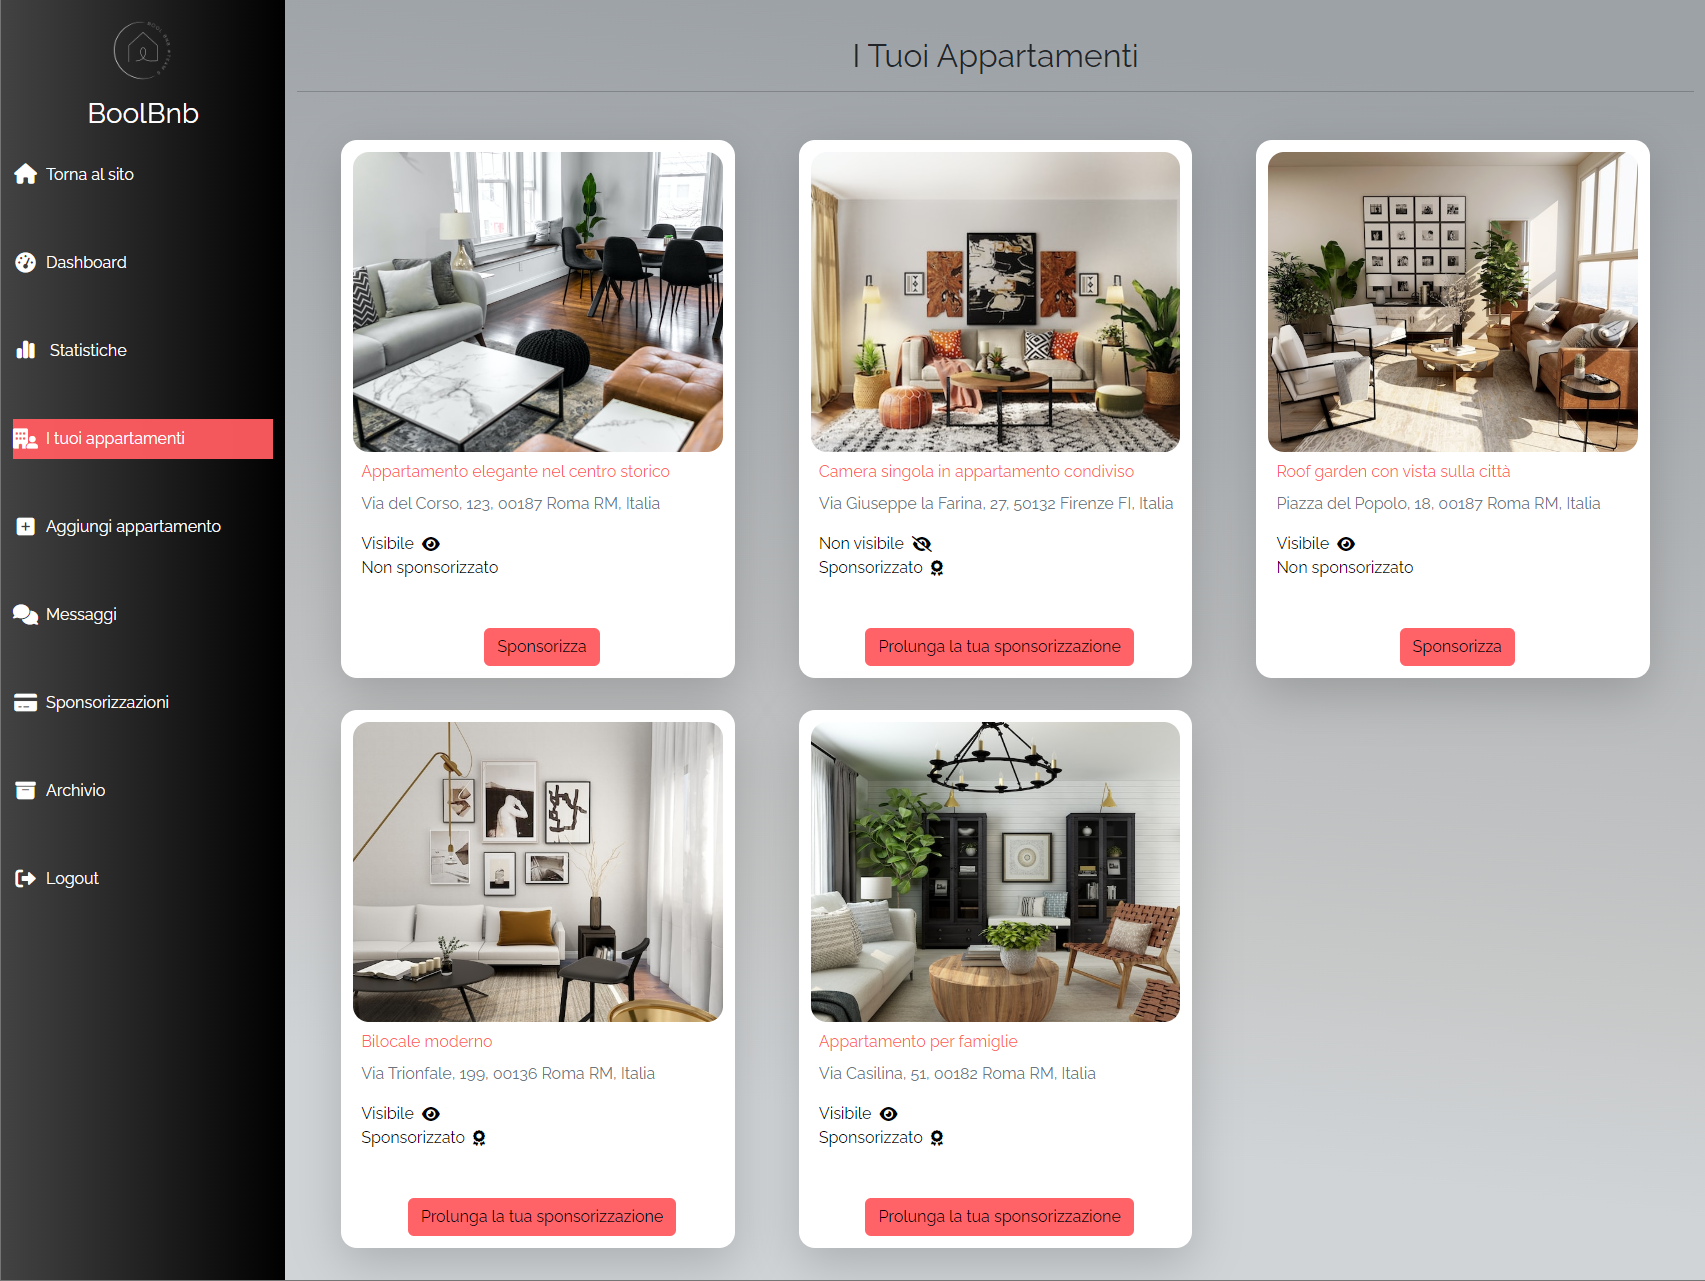 BoolBnb
Torna al sito
Dashboard
Statistiche
I tuoi appartamenti
Aggiungi appartamento
Messaggi
Sponsorizzazioni
Archivio
Logout
I Tuoi Appartamenti
Appartamento elegante nel centro storico
Via del Corso, 123, 00187 Roma RM, Italia
Visibile
Non sponsorizzato
Sponsorizza
Camera singola in appartamento condiviso
Via Giuseppe la Farina, 27, 50132 Firenze FI, Italia
Non visibile
Sponsorizzato
Prolunga la tua sponsorizzazione
Roof garden con vista sulla città
Piazza del Popolo, 18, 00187 Roma RM, Italia
Visibile
Non sponsorizzato
Sponsorizza
Bilocale moderno
Via Trionfale, 199, 00136 Roma RM, Italia
Visibile
Sponsorizzato
Prolunga la tua sponsorizzazione
Appartamento per famiglie
Via Casilina, 51, 00182 Roma RM, Italia
Visibile
Sponsorizzato
Prolunga la tua sponsorizzazione